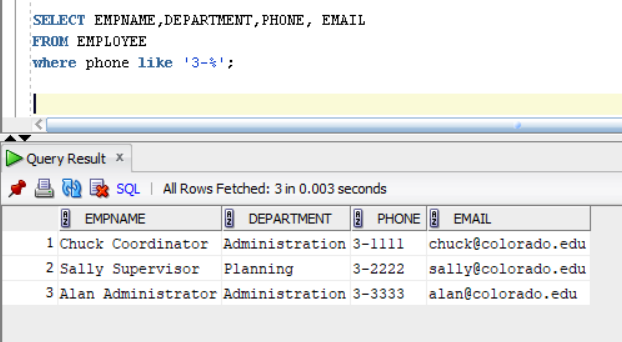 SELECT EMPNAME,DEPARTMENT,PHONE, EMAIL
FROM EMPLOYEE
where phone like '3-%';
Query Result x
SQL | All Rows Fetched: 3 in 0.003 seconds
EMPNAME DEPARTMENT PHONE EMAIL
1 Chuck Coordinator Administration 3-1111 chuck@colorado.edu
2 Sally Supervisor Planning 3-2222 sally@colorado.edu
3 Alan Administrator Administration 3-3333 alan@colorado.edu